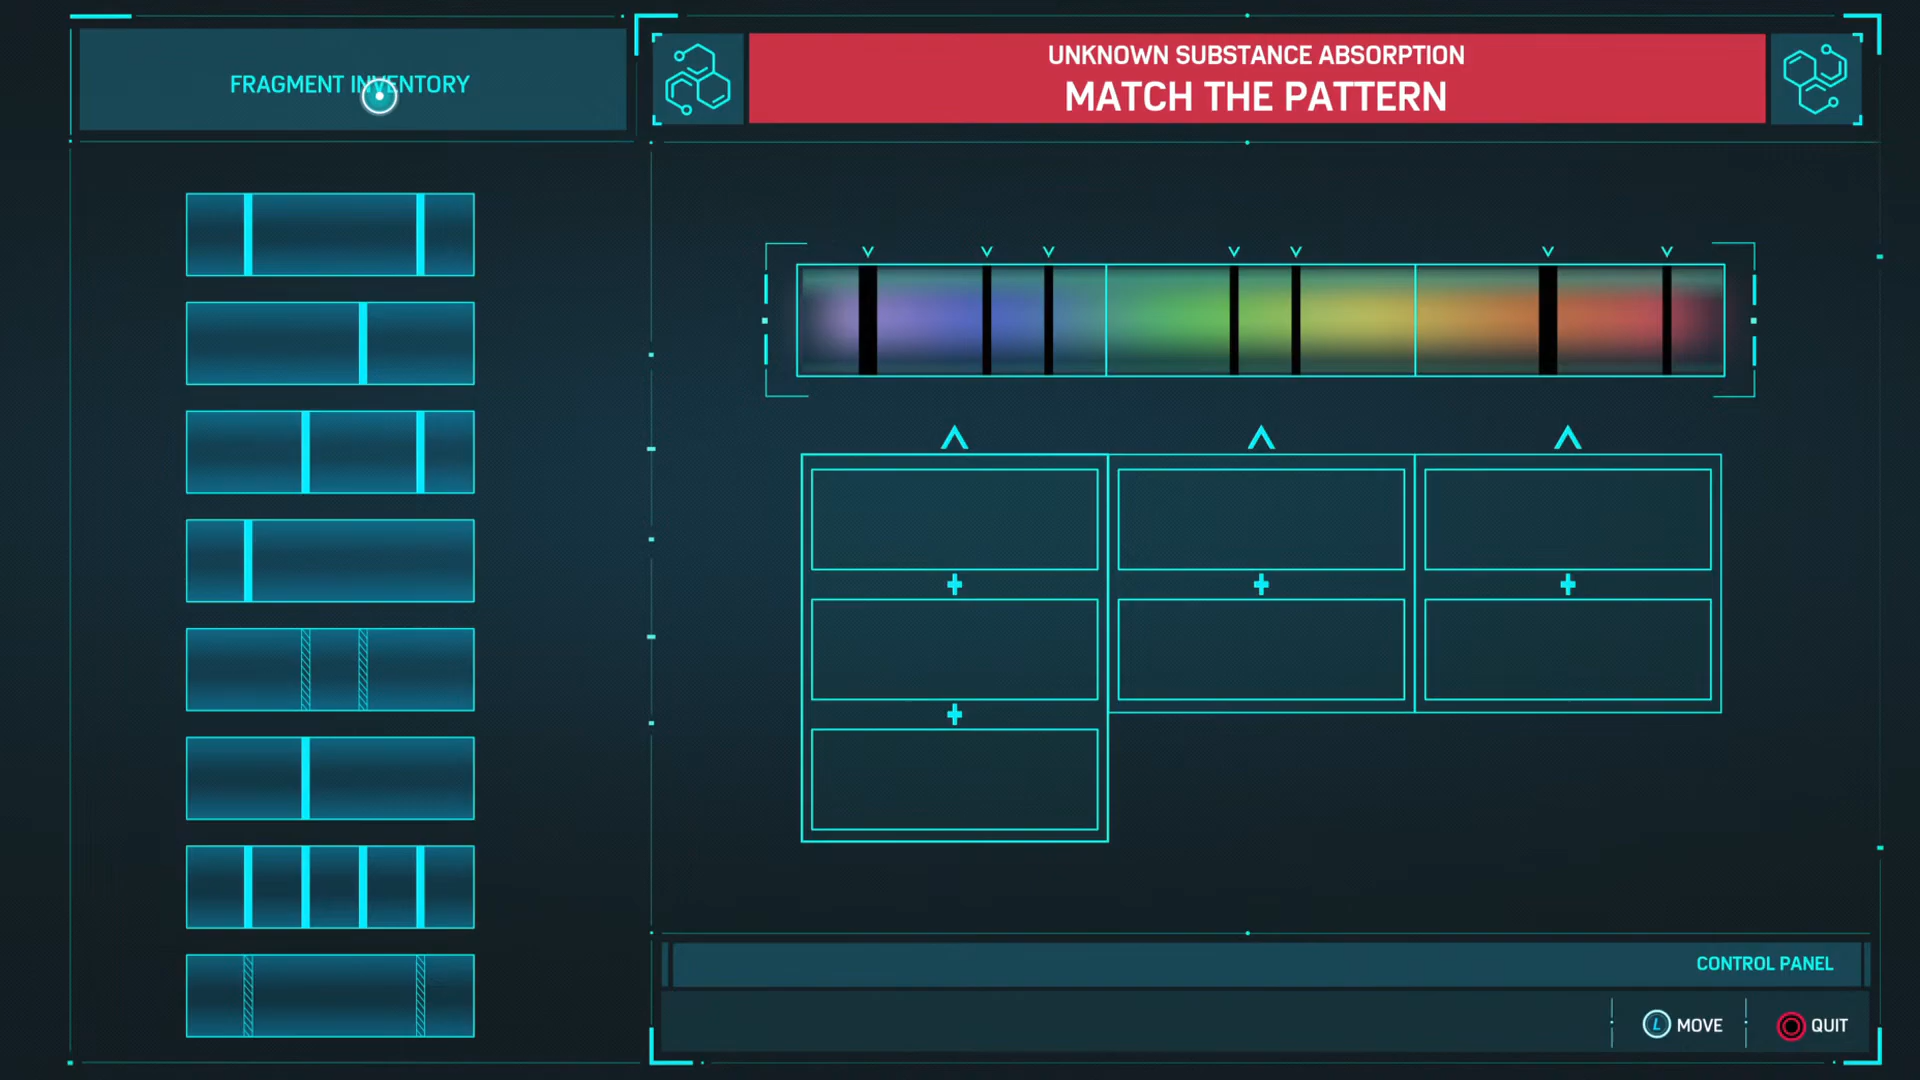 FRAGMENT INVENTORY
UNKNOWN SUBSTANCE ABSORPTION
MATCH THE PATTERN
CONTROL PANEL
L MOVE
QUIT